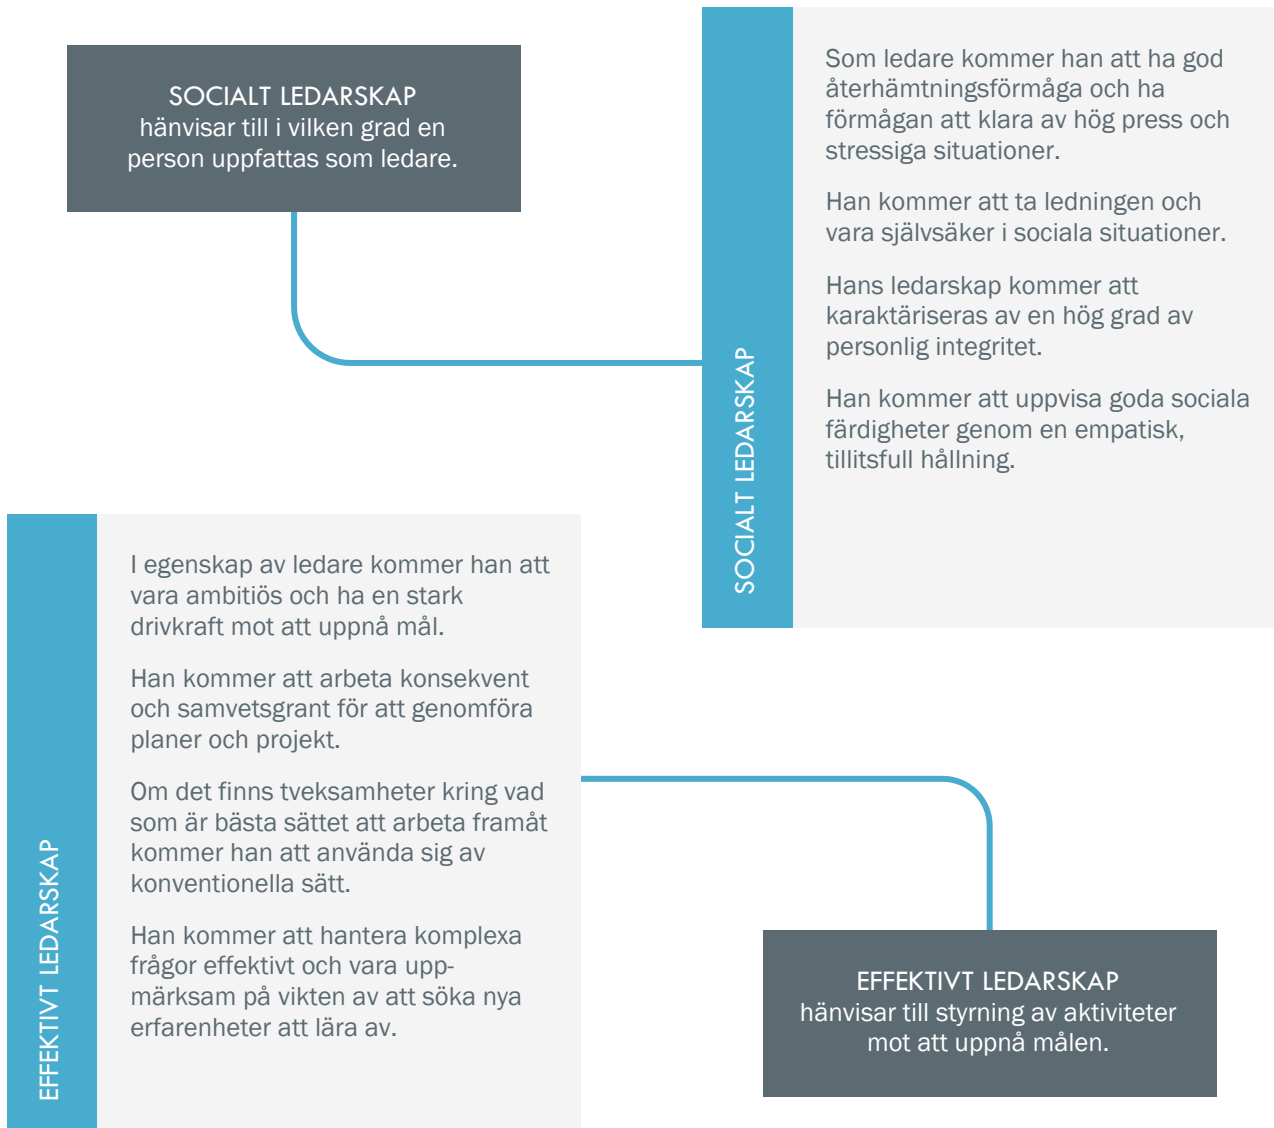 SOCIALT LEDARSKAP
hänvisar till i vilken grad en
person uppfattas som ledare.
SOCIALT LEDARSKAP
Som ledare kommer han att ha god
återhämtningsförmåga och ha
förmågan att klara av hög press och
stressiga situationer.
Han kommer att ta ledningen och
vara självsäker i sociala situationer.
Hans ledarskap kommer att
karaktäriseras av en hög grad av
personlig integritet.
Han kommer att uppvisa goda sociala
färdigheter genom en empatisk,
tillitsfull hållning.
EFFEKTIVT LEDARSKAP
I egenskap av ledare kommer han att
vara ambitiös och ha en stark
drivkraft mot att uppnå mål.
Han kommer att arbeta konsekvent
och samvetsgrant för att genomföra
planer och projekt.
Om det finns tveksamheter kring vad
som är bästa sättet att arbeta framåt
kommer han att använda sig av
konventionella sätt.
Han kommer att hantera komplexa
frågor effektivt och vara upp-
märksam på vikten av att söka nya
erfarenheter att lära av.
EFFEKTIVT LEDARSKAP
hänvisar till styrning av aktiviteter
mot att uppnå målen.